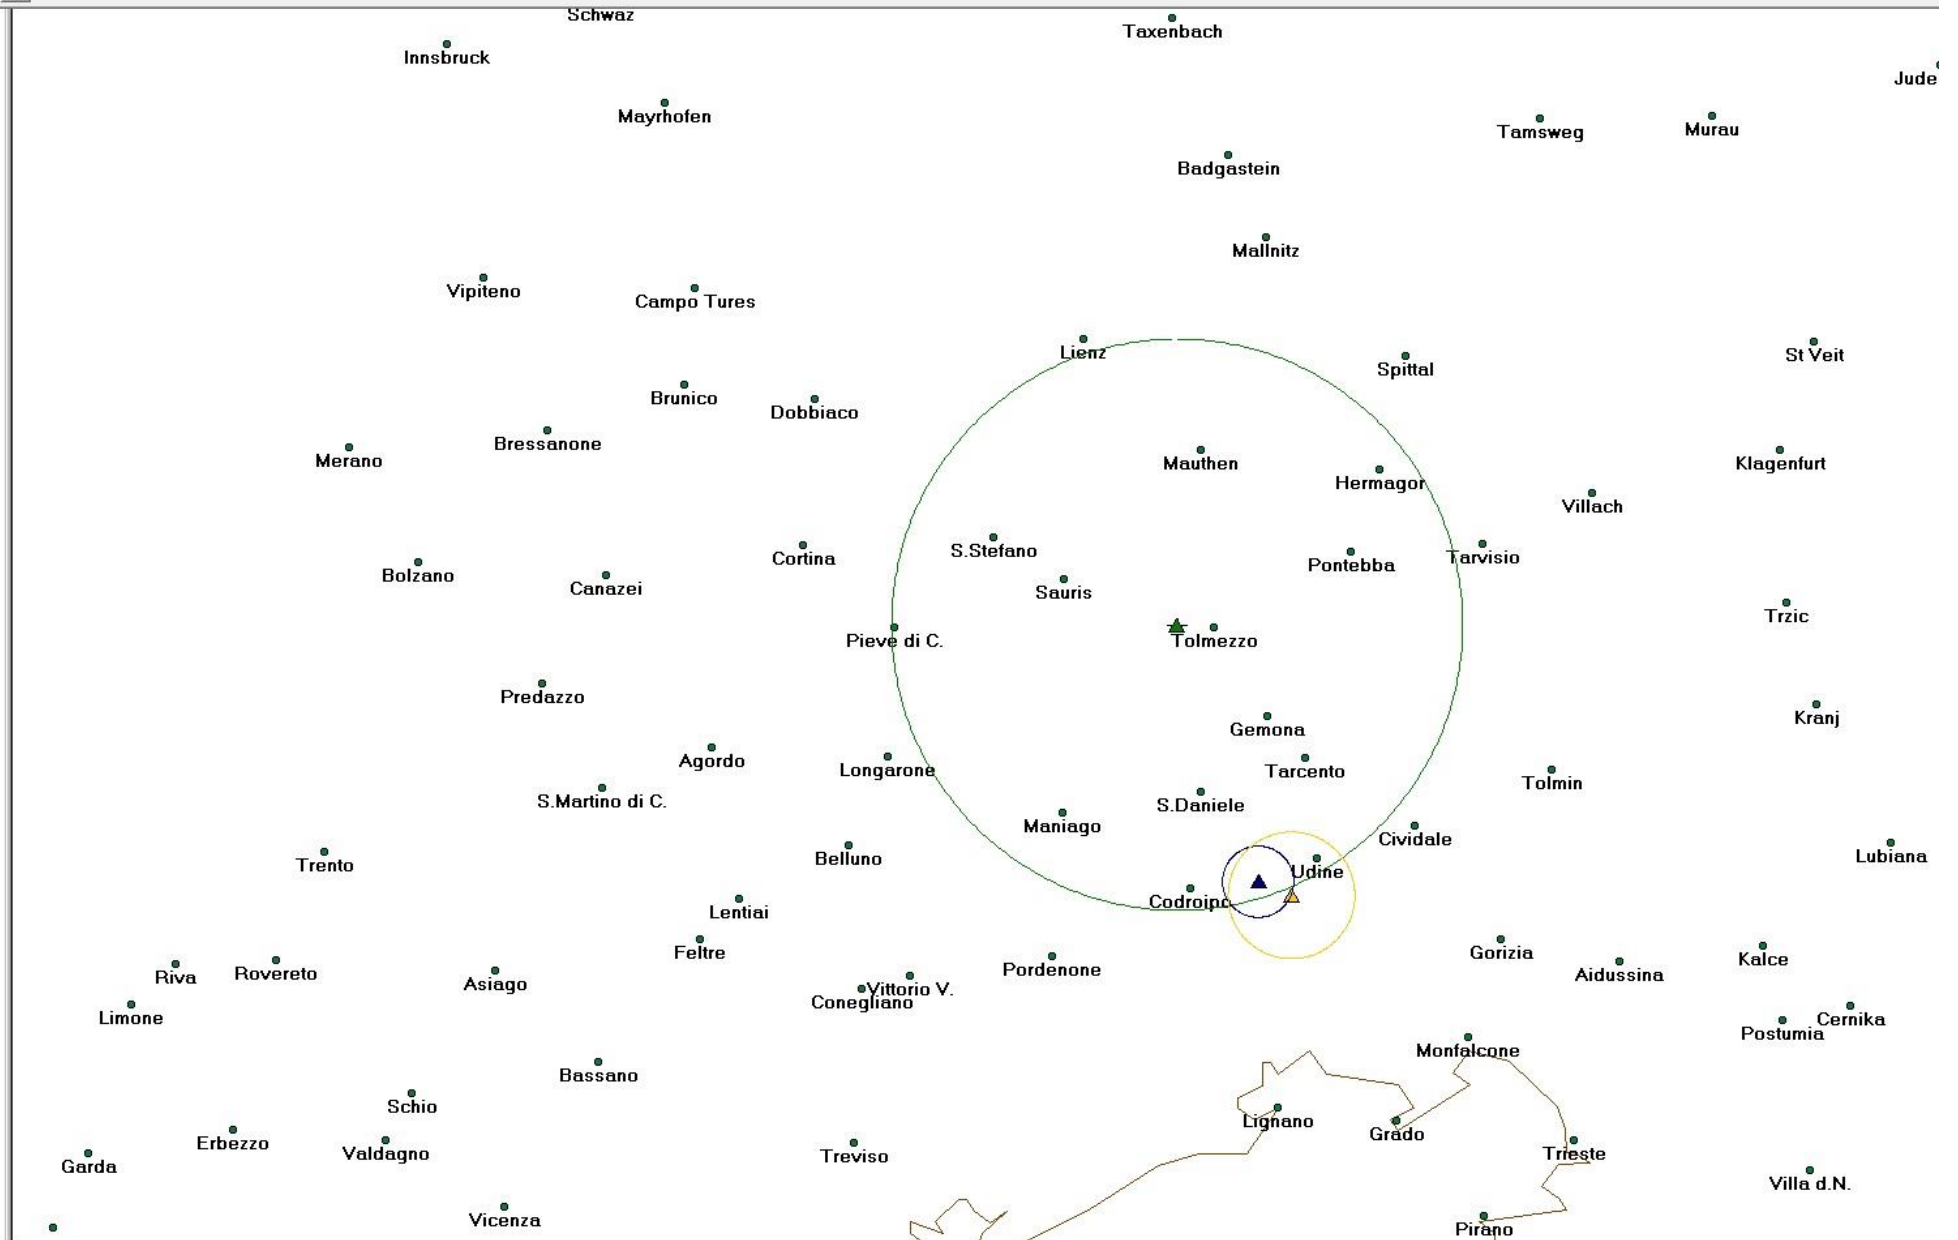 Schwaz
Taxenbach
Innsbruck
Jude
Mayrhofen
Tamsweg
Murau
Badgastein
Mallnitz
Vipiteno
Campo Tures
Lienz
Spittal
St Veit
Brunico
Dobbiaco
Bressanone
Merano
Mauthen
Klagenfurt
Hermagor
Villach
S.Stefano
Cortina
Tarvisio
Pontebba
Bolzano
Canazei
Sauris
Trzic
Pieve di C.
Tolmezzo
Predazzo
Kranj
Gemona
Agordo
Longarone
Tarcento
Tolmin
S.Martino di C.
S.Daniele
Maniago
Cividale
Belluno
Lubiana
Trento
Udine
Codroipo
Lentiai
Feltre
Gorizia
Kalce
Riva
Rovereto
Pordenone
Aidussina
Asiago
Vittorio V.
Conegliano
Limone
Cernika
Postumia
Monfalcone
Bassano
Schio
Lignano
Grado
Erbezzo
Valdagno
Treviso
Trieste
Garda
Villa d.N.
Vicenza
Pirano